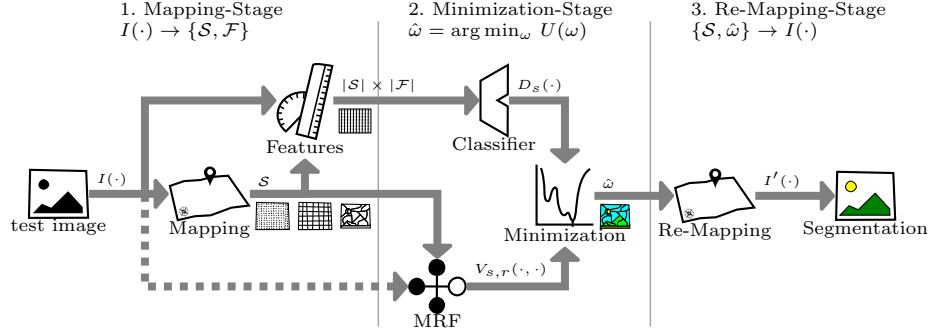 1. Mapping-Stage
I(·) → {S, F}
2. Minimization-Stage
ω̂ = arg min_ω U(ω)
3. Re-Mapping-Stage
{S, ω̂} → I(·)
|S| × |F|
D_s(·)
Features
Classifier
I(·)
S
ω̂
I′(·)
test image
Mapping
Minimization
Re-Mapping
Segmentation
V_{s,r}(·, ·)
MRF